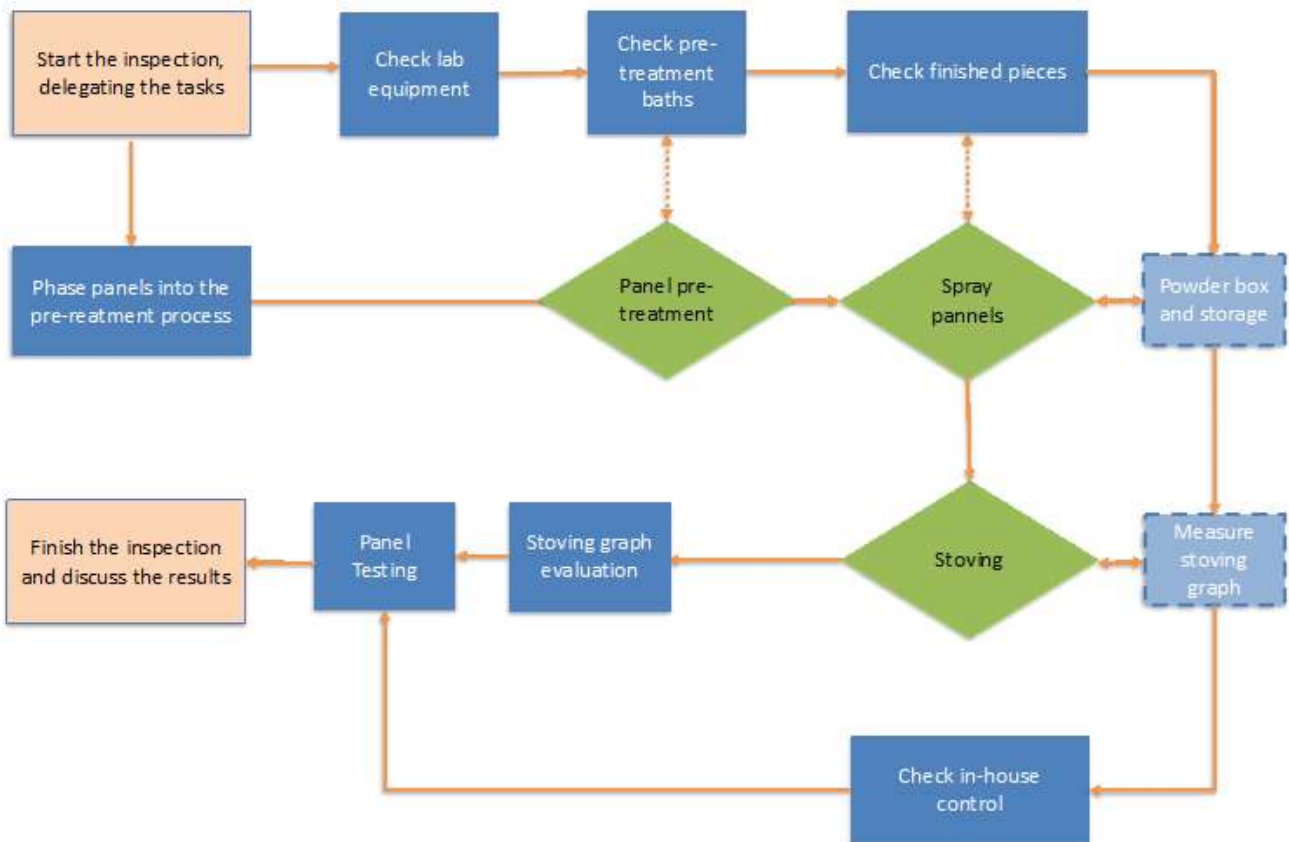 Start the inspection,
delegating the tasks
Check lab
equipment
Check pre-
treatment
baths
Check finished pieces
Phase panels into the
pre-reatment process
Panel pre-
treatment
Spray
pannels
Powder box
and storage
Finish the inspection
and discuss the results
Panel
Testing
Stoving graph
evaluation
Stoving
Measure
stoving
graph
Check in-house
control